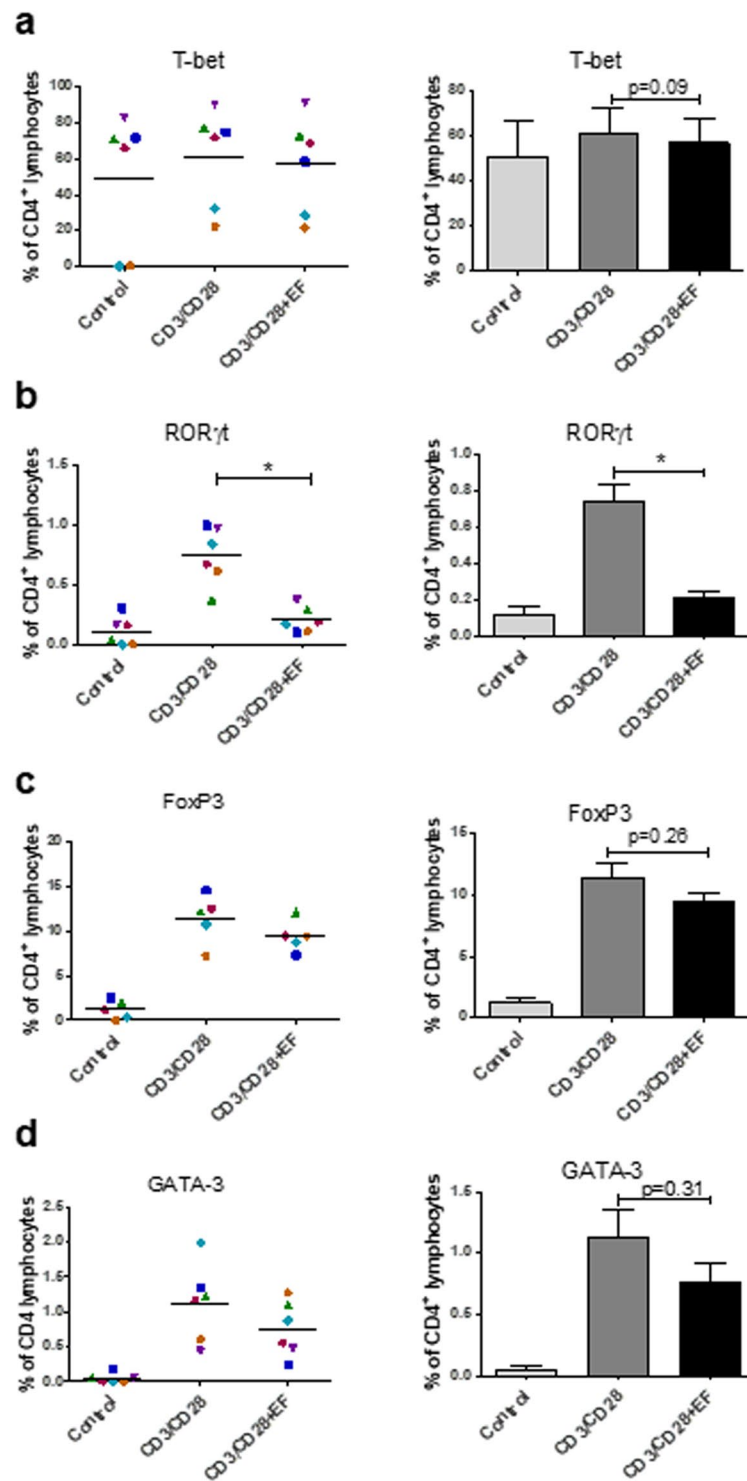 a
T-bet
% of CD4+ lymphocytes
100
80
60
40
20
0
Control
CD3/CD28
CD3/CD28+EF
T-bet
% of CD4+ lymphocytes
80
60
40
20
0
p=0.09
Control
CD3/CD28
CD3/CD28+EF
b
RORγt
% of CD4+ lymphocytes
1.5
1.0
0.5
0.0
*
Control
CD3/CD28
CD3/CD28+EF
RORγt
% of CD4+ lymphocytes
1.0
0.8
0.6
0.4
0.2
0.0
*
Control
CD3/CD28
CD3/CD28+EF
c
FoxP3
% of CD4+ lymphocytes
20
15
10
5
0
Control
CD3/CD28
CD3/CD28+EF
FoxP3
% of CD4+ lymphocytes
15
10
5
0
p=0.26
Control
CD3/CD28
CD3/CD28+EF
d
GATA-3
% of CD4 lymphocytes
2.5
2.0
1.5
1.0
0.5
0.0
Control
CD3/CD28
CD3/CD28+EF
GATA-3
% of CD4+ lymphocytes
1.5
1.0
0.5
0.0
p=0.31
Control
CD3/CD28
CD3/CD28+EF